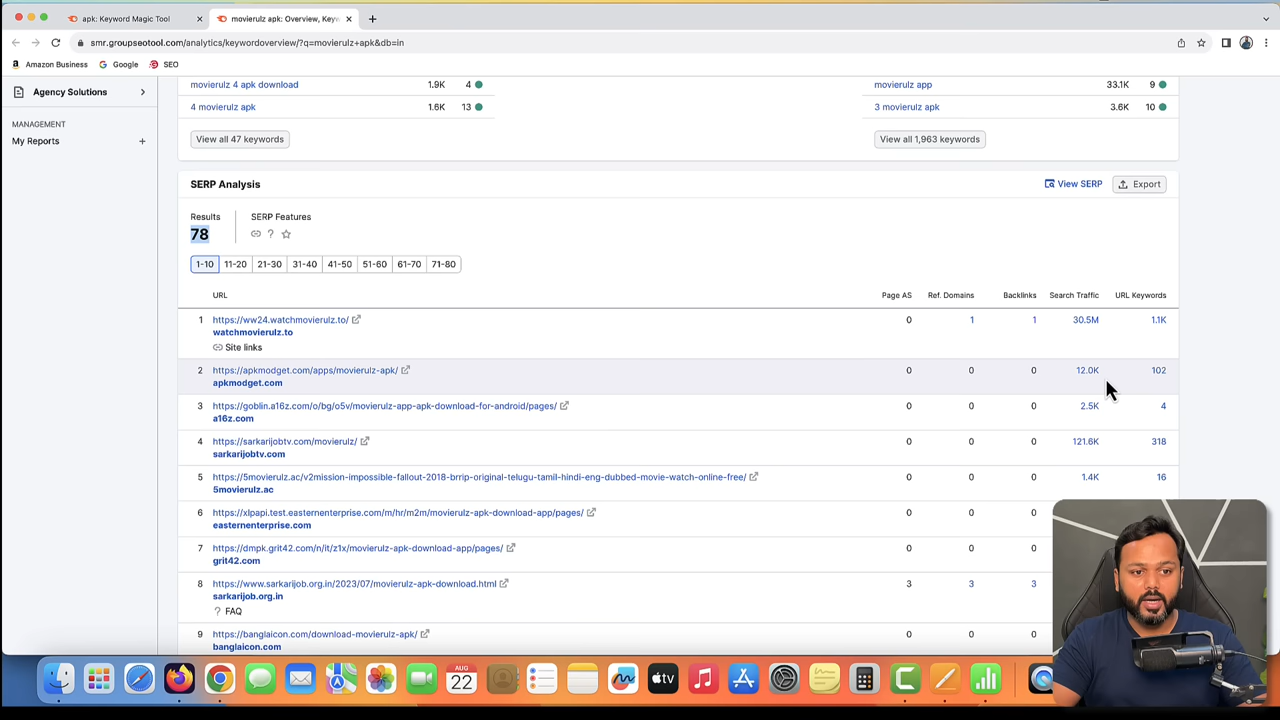 apk: Keyword Magic Tool
movierulz apk: Overview, Key
smr.groupseotool.com/analytics/keywordoverview/?q=movierulz+apk&db=in
Amazon Business Google SEO
Agency Solutions
MANAGEMENT
My Reports +
movierulz 4 apk download 1.9K 4
movierulz app 33.1K 9
4 movierulz apk 1.6K 13
3 movierulz apk 3.6K 10
View all 47 keywords
View all 1,963 keywords
SERP Analysis
View SERP
Export
Results SERP Features
78
1-10 11-20 21-30 31-40 41-50 51-60 61-70 71-80
URL Page AS Ref. Domains Backlinks Search Traffic URL Keywords
1 https://ww24.watchmovierulz.to/ 0 1 1 30.5M 1.1K
watchmovierulz.to
Site links
2 https://apkmodget.com/apps/movierulz-apk/ 0 0 0 12.0K 102
apkmodget.com
3 https://goblin.a16z.com/o/bg/o5v/movierulz-app-apk-download-for-android/pages/ 0 0 0 2.5K 4
a16z.com
4 https://sarkarijobtv.com/movierulz/ 0 0 0 121.6K 318
sarkarijobtv.com
5 https://5movierulz.ac/v2mission-impossible-fallout-2018-brrip-original-telugu-tamil-hindi-eng-dubbed-movie-watch-online-free/ 0 0 0 1.4K 16
5movierulz.ac
6 https://xlpapi.test.easternenterprise.com/m/hr/m2m/movierulz-apk-download-app/pages/ 0 0 0
easternenterprise.com
7 https://dmpk.grit42.com/n/it/z1x/movierulz-apk-download-app/pages/ 0 0 0
grit42.com
8 https://www.sarkarijob.org.in/2023/07/movierulz-apk-download.html 3 3 3
sarkarijob.org.in
? FAQ
9 https://banglaicon.com/download-movierulz-apk/ 0 0 0
banglaicon.com
AUG
22
tv